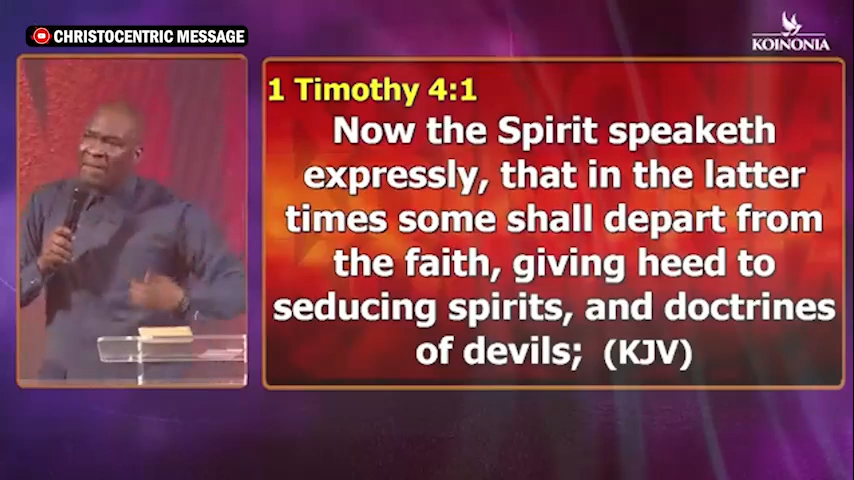 CHRISTOCENTRIC MESSAGE
KOINONIA
1 Timothy 4:1
Now the Spirit speaketh
expressly, that in the latter
times some shall depart from
the faith, giving heed to
seducing spirits, and doctrines
of devils; (KJV)